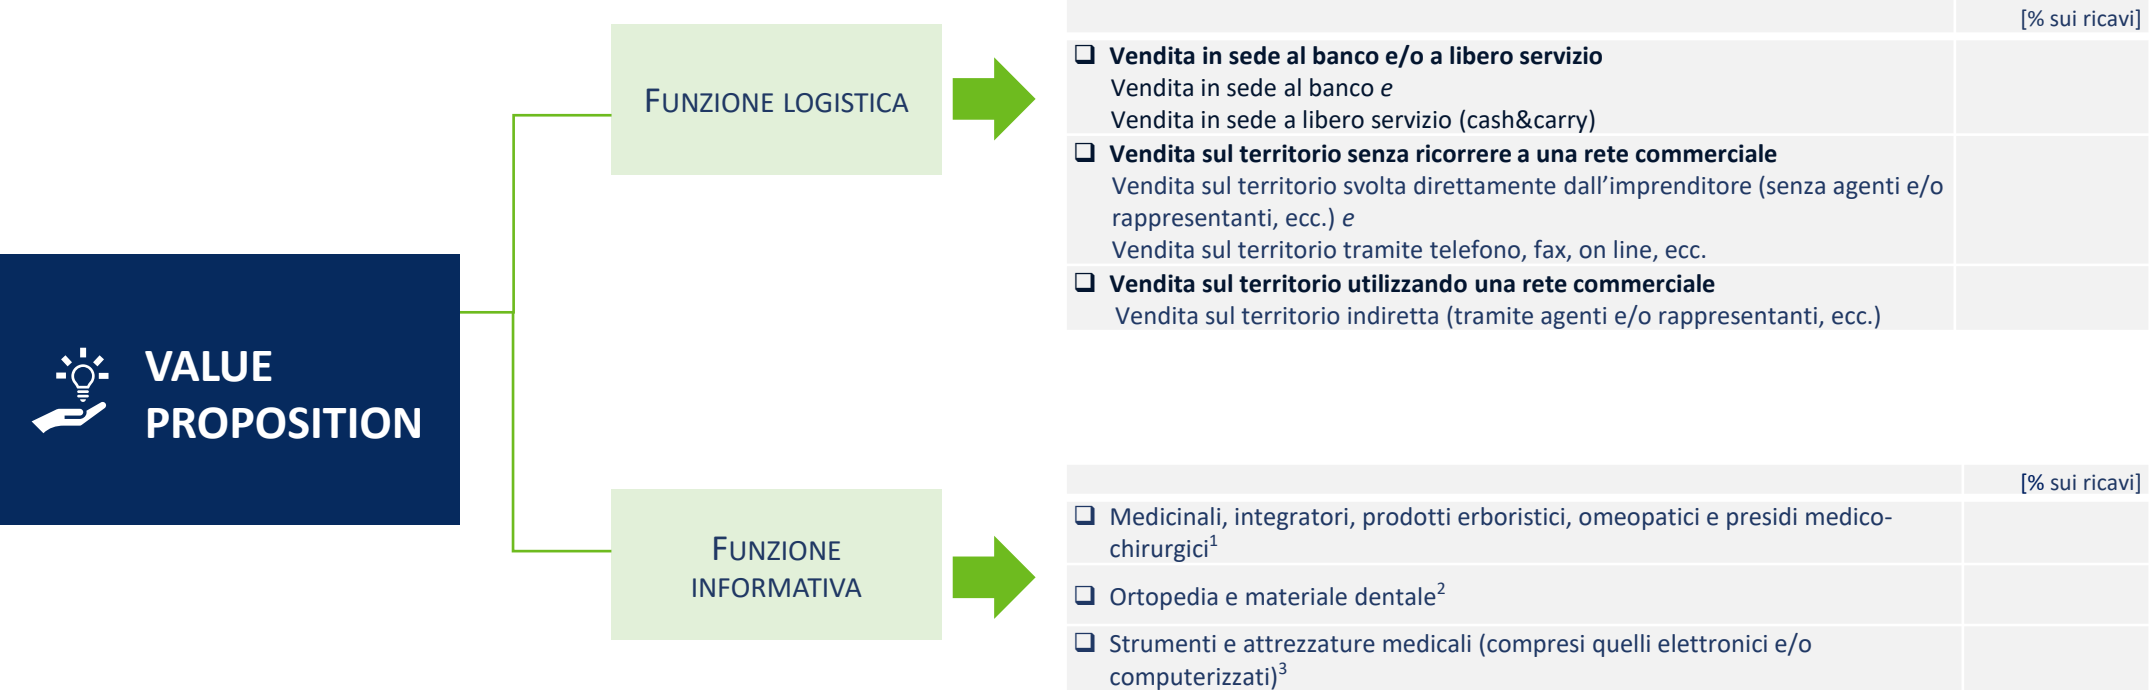 VALUE
PROPOSITION
FUNZIONE LOGISTICA
[% sui ricavi]
❑ Vendita in sede al banco e/o a libero servizio
Vendita in sede al banco e
Vendita in sede a libero servizio (cash&carry)
❑ Vendita sul territorio senza ricorrere a una rete commerciale
Vendita sul territorio svolta direttamente dall’imprenditore (senza agenti e/o
rappresentanti, ecc.) e
Vendita sul territorio tramite telefono, fax, on line, ecc.
❑ Vendita sul territorio utilizzando una rete commerciale
Vendita sul territorio indiretta (tramite agenti e/o rappresentanti, ecc.)
FUNZIONE
INFORMATIVA
[% sui ricavi]
❑ Medicinali, integratori, prodotti erboristici, omeopatici e presidi medico-
chirurgici¹
❑ Ortopedia e materiale dentale²
❑ Strumenti e attrezzature medicali (compresi quelli elettronici e/o
computerizzati)³